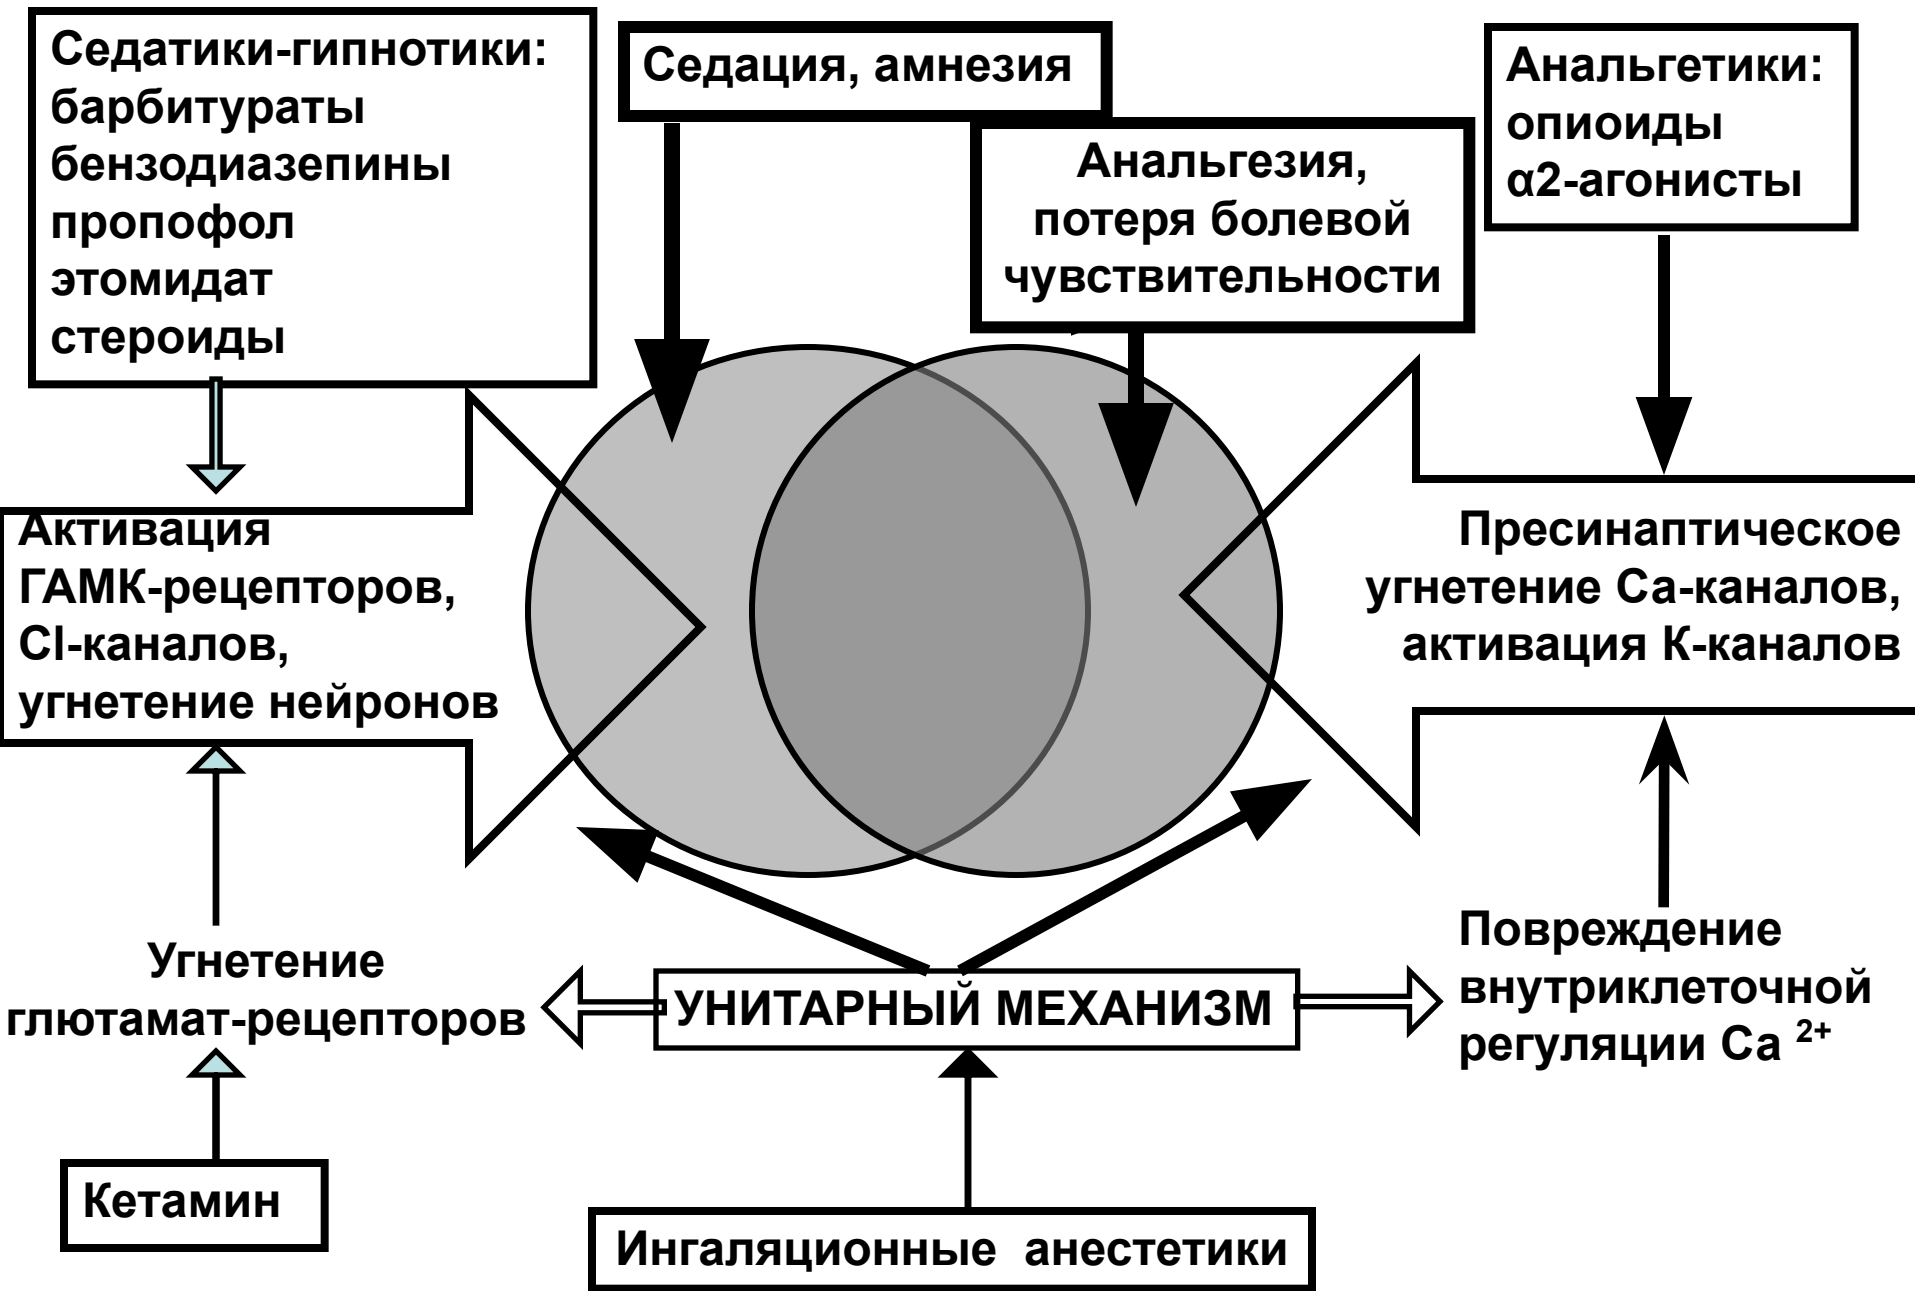 Седатики-гипнотики:
барбитураты
бензодиазепины
пропофол
этомидат
стероиды
Седация, амнезия
Анальгезия,
потеря болевой
чувствительности
Анальгетики:
опиоиды
α2-агонисты
Активация
ГАМК-рецепторов,
Cl-каналов,
угнетение нейронов
Пресинаптическое
угнетение Са-каналов,
активация К-каналов
Угнетение
глютамат-рецепторов
УНИТАРНЫЙ МЕХАНИЗМ
Повреждение
внутриклеточной
регуляции Са 2+
Кетамин
Ингаляционные анестетики